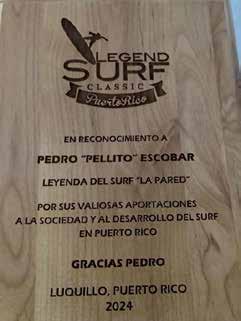 LEGEND
SURF
CLASSIC
Puerto Rico
EN RECONOCIMIENTO A
PEDRO "PELLITO" ESCOBAR
LEYENDA DEL SURF "LA PARED"
POR SUS VALIOSAS APORTACIONES
A LA SOCIEDAD Y AL DESARROLLO DEL SURF
EN PUERTO RICO
GRACIAS PEDRO
LUQUILLO, PUERTO RICO
2024